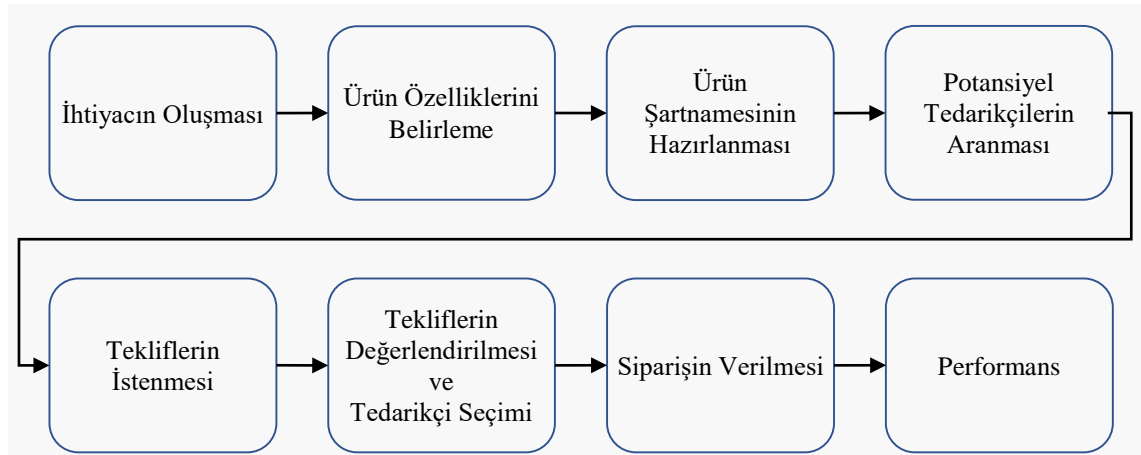 İhtiyacın Oluşması
Ürün Özelliklerini
Belirleme
Ürün
Şartnamesinin
Hazırlanması
Potansiyel
Tedarikçilerin
Aranması
Tekliflerin
İstenmesi
Tekliflerin
Değerlendirilmesi
ve
Tedarikçi Seçimi
Siparişin Verilmesi
Performans